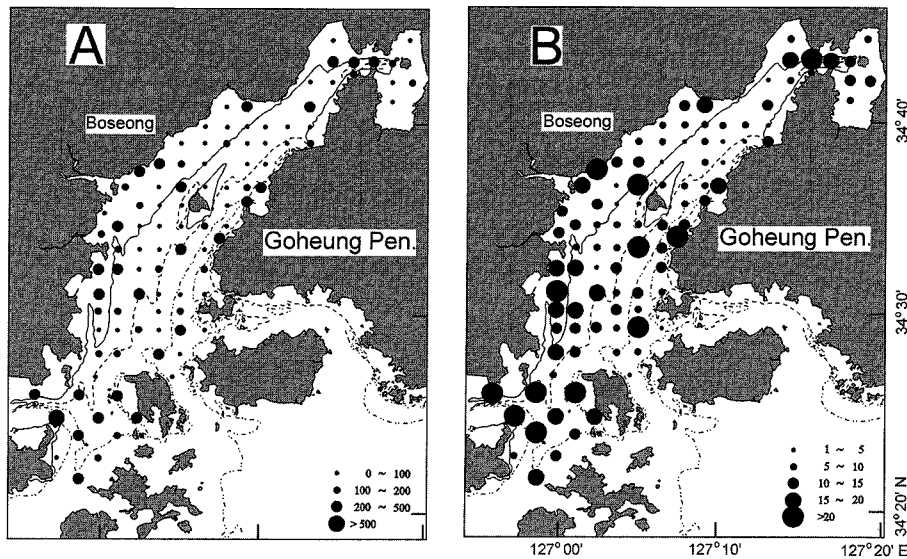 A
Boseong
Goheung Pen.
0 ~ 100
100 ~ 200
200 ~ 500
>500
B
Boseong
Goheung Pen.
1 ~ 5
5 ~ 10
10 ~ 15
15 ~ 20
>20
34° 40'
34° 30'
34° 20' N
127° 00'
127° 10'
127° 20' E